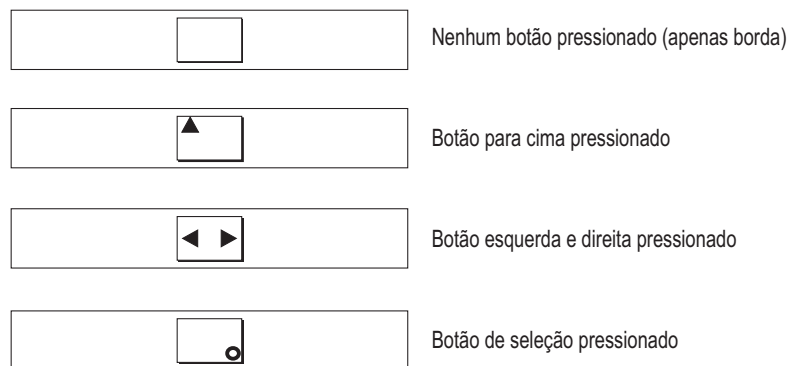 Nenhum botão pressionado (apenas borda)
Botão para cima pressionado
Botão esquerda e direita pressionado
Botão de seleção pressionado